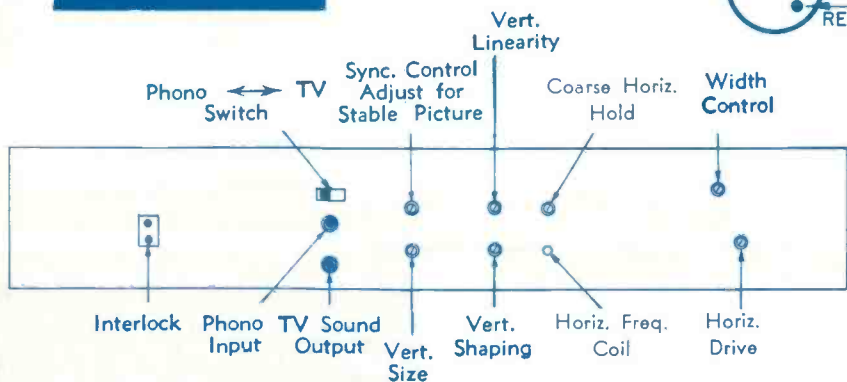 RE
Vert.
Linearity
Sync. Control
Adjust for
Stable Picture
Phono ⟷ TV
Switch
Coarse Horiz.
Hold
Width
Control
Interlock
Phono
Input
TV Sound
Output
Vert.
Size
Vert.
Shaping
Horiz. Freq.
Coil
Horiz.
Drive